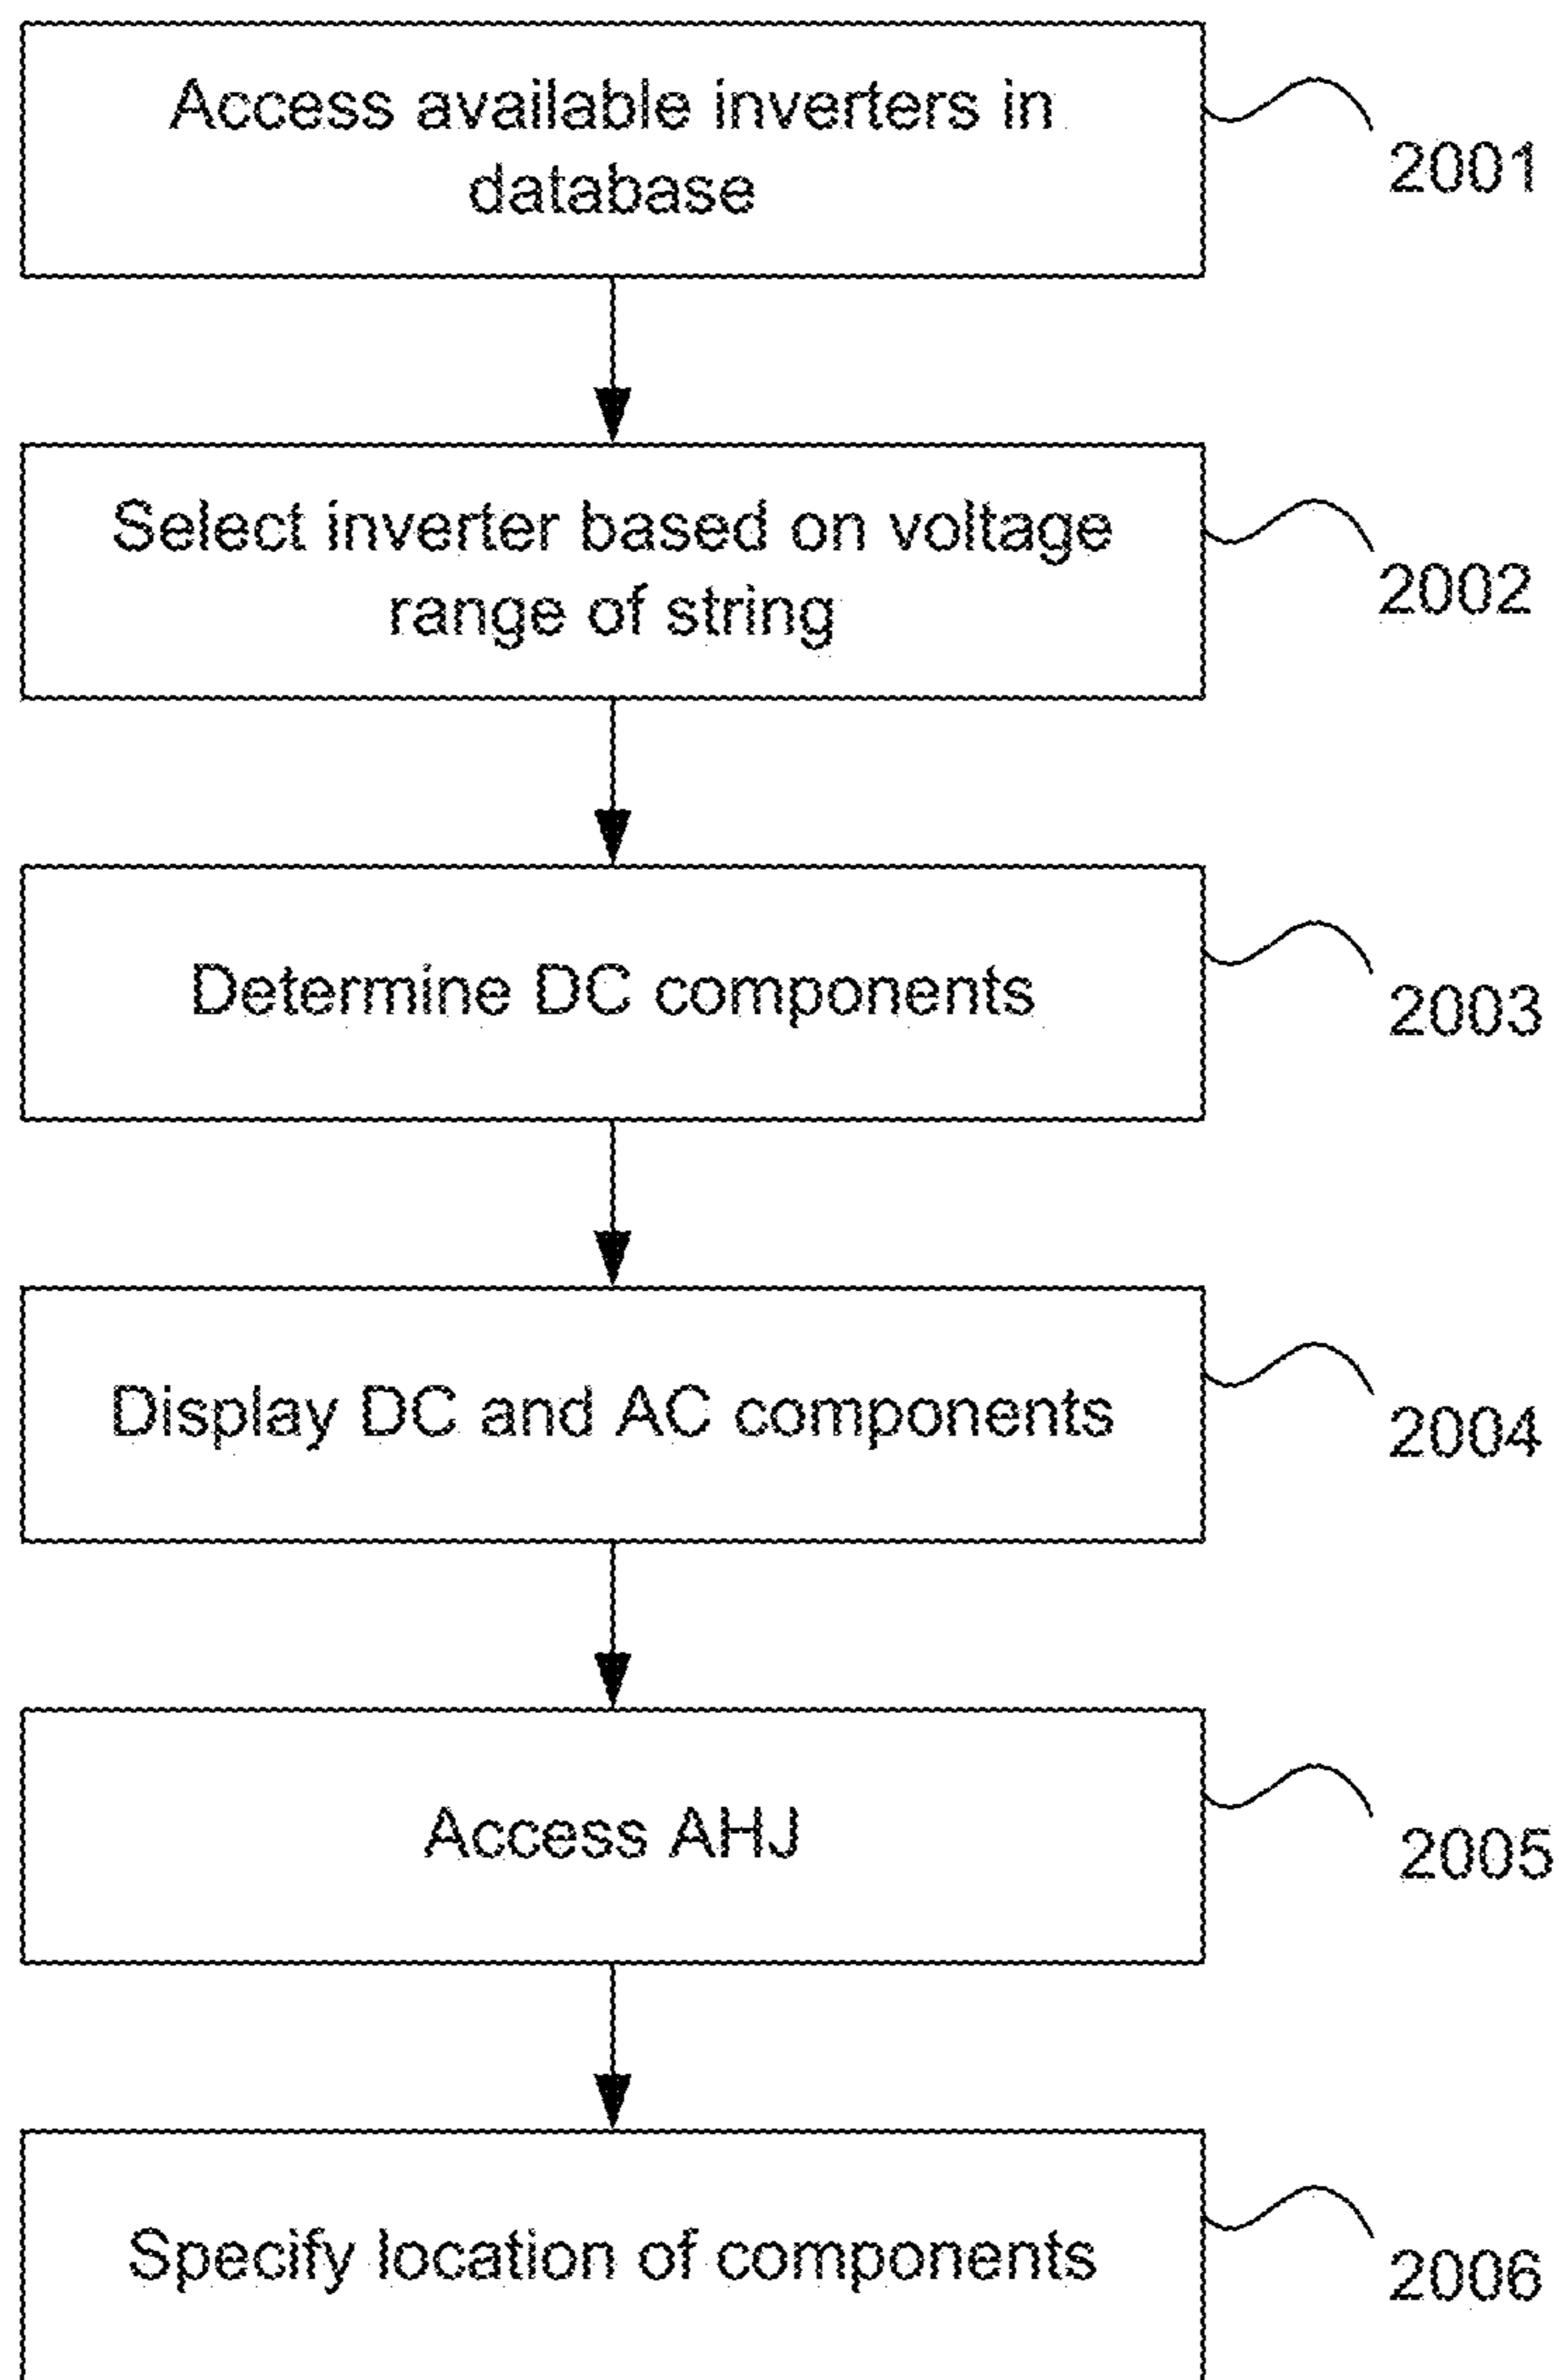 Access available inverters in
database
2001
Select inverter based on voltage
range of string
2002
Determine DC components
2003
Display DC and AC components
2004
Access AHJ
2005
Specify location of components
2006